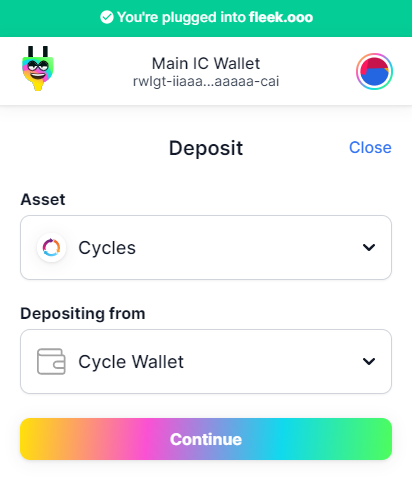 You're plugged into fleek.ooo
Main IC Wallet
rwlgt-iiaaa...aaaaa-cai
Deposit
Close
Asset
Cycles
Depositing from
Cycle Wallet
Continue